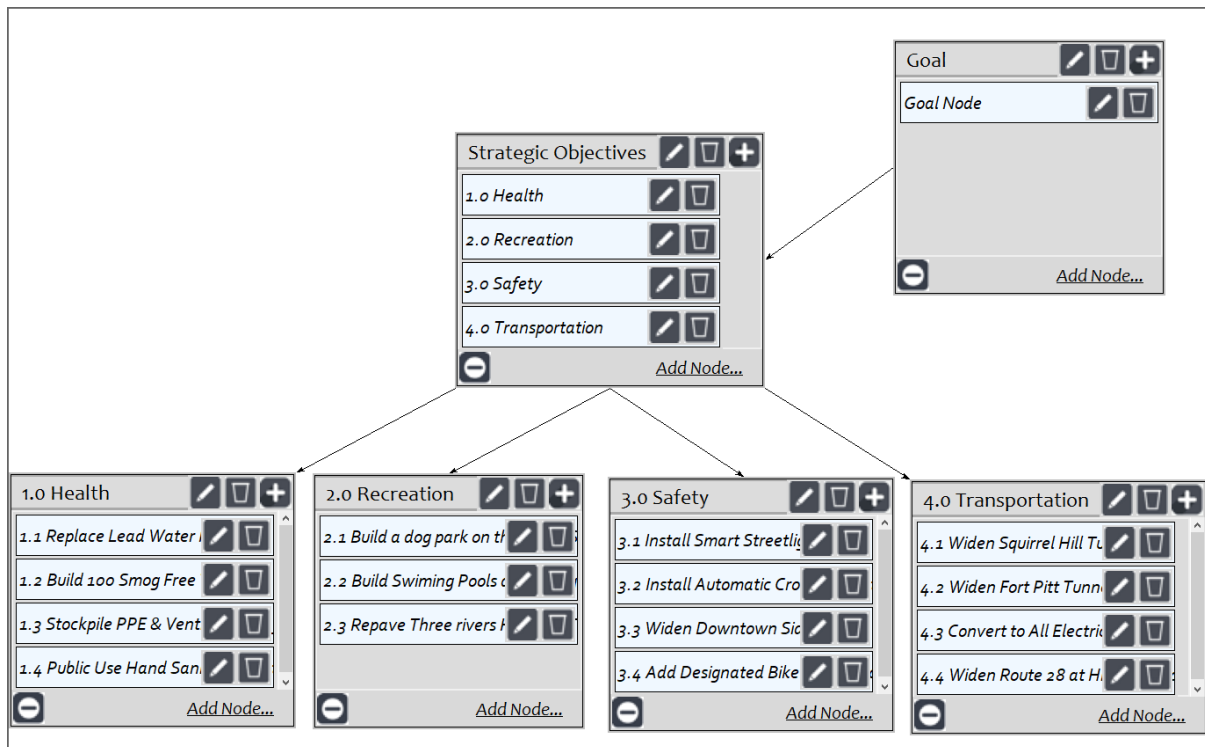 Goal
Goal Node
Add Node...
Strategic Objectives
1.0 Health
2.0 Recreation
3.0 Safety
4.0 Transportation
Add Node...
1.0 Health
1.1 Replace Lead Water
1.2 Build 100 Smog Free
1.3 Stockpile PPE & Vent
1.4 Public Use Hand San
Add Node...
2.0 Recreation
2.1 Build a dog park on th
2.2 Build Swiming Pools
2.3 Repave Three rivers
Add Node...
3.0 Safety
3.1 Install Smart Streetlig
3.2 Install Automatic Cro
3.3 Widen Downtown Sid
3.4 Add Designated Bike
Add Node...
4.0 Transportation
4.1 Widen Squirrel Hill Tu
4.2 Widen Fort Pitt Tunn
4.3 Convert to All Electric
4.4 Widen Route 28 at H
Add Node...